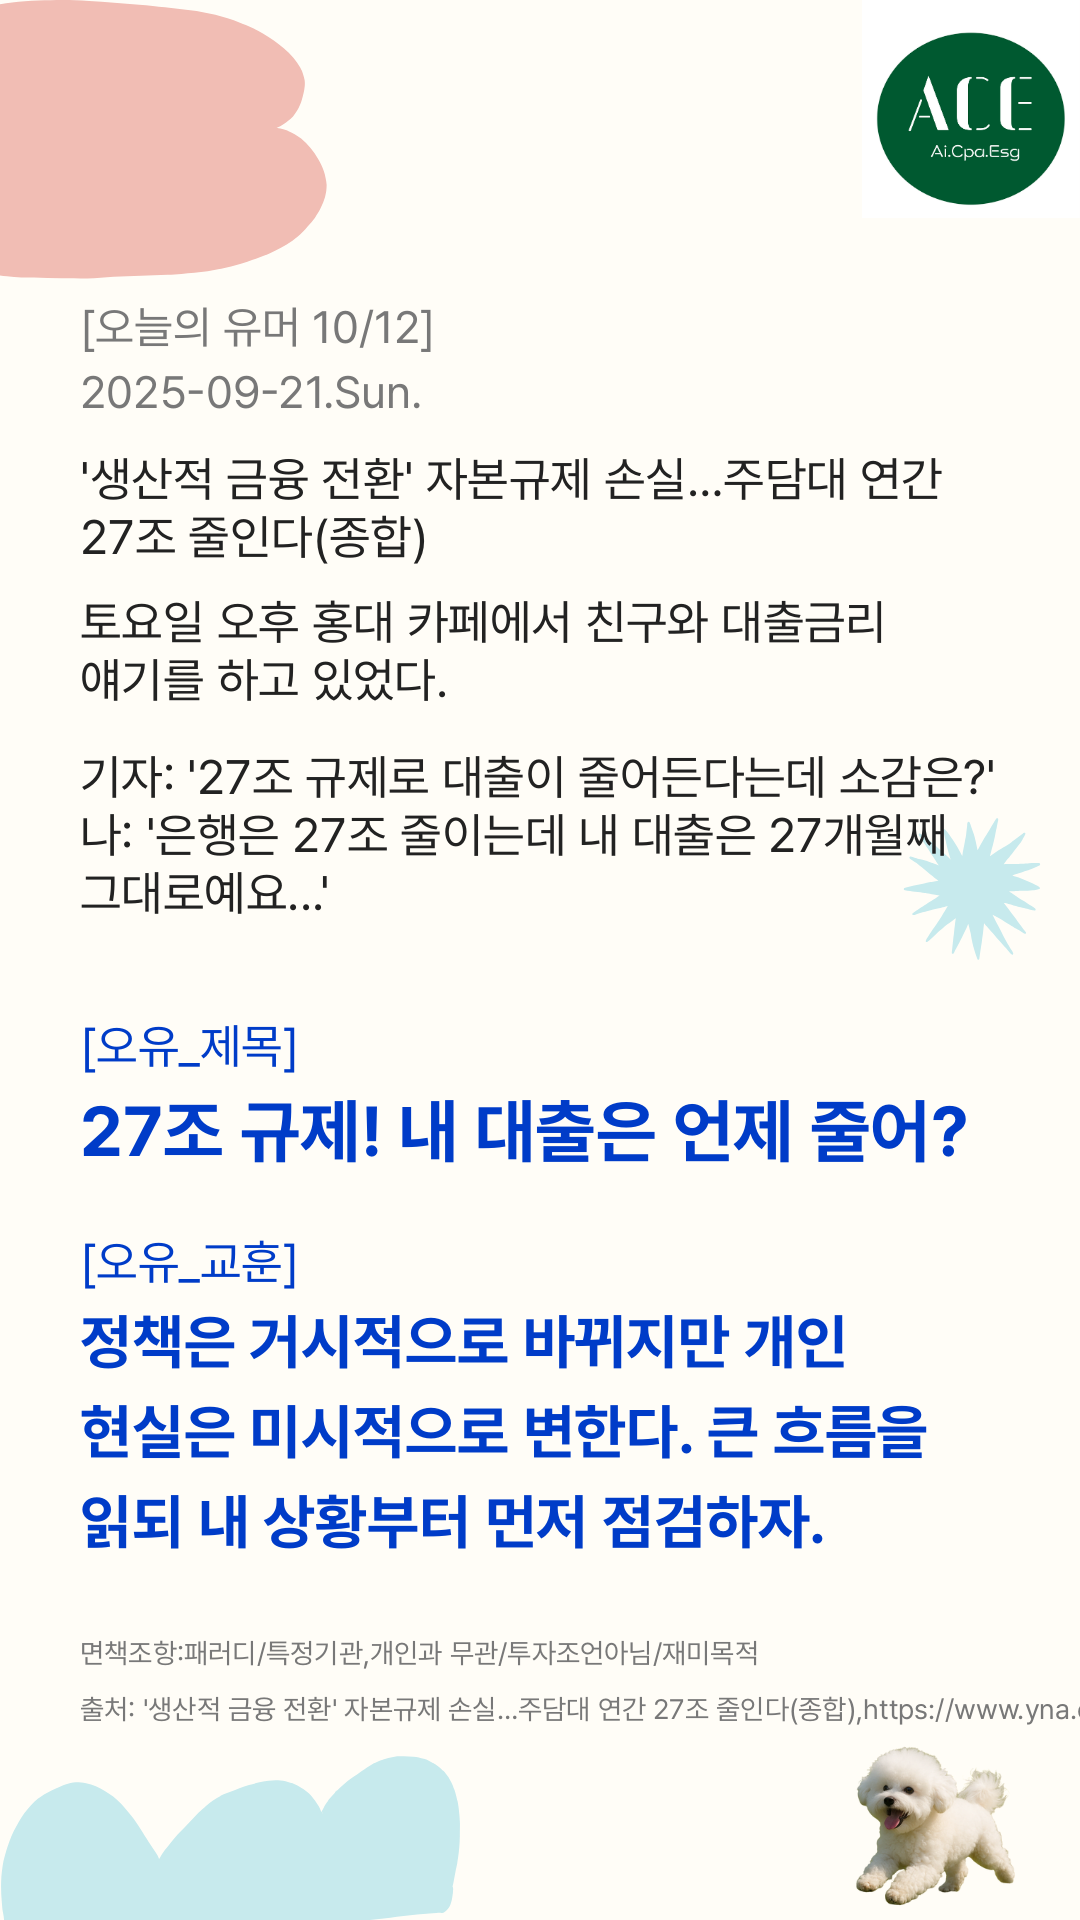 ACE
Ai.Cpa.Esg
[오늘의 유머 10/12]
2025-09-21.Sun.
'생산적 금융 전환' 자본규제 손실...주담대 연간
27조 줄인다(종합)
토요일 오후 홍대 카페에서 친구와 대출금리
얘기를 하고 있었다.
기자: '27조 규제로 대출이 줄어든다는데 소감은?'
나: '은행은 27조 줄이는데 내 대출은 27개월째
그대로예요...'
[오유_제목]
27조 규제! 내 대출은 언제 줄어?
[오유_교훈]
정책은 거시적으로 바뀌지만 개인
현실은 미시적으로 변한다. 큰 흐름을
읽되 내 상황부터 먼저 점검하자.
면책조항:패러디/특정기관,개인과 무관/투자조언아님/재미목적
출처: '생산적 금융 전환' 자본규제 손실...주담대 연간 27조 줄인다(종합),https://www.yna.